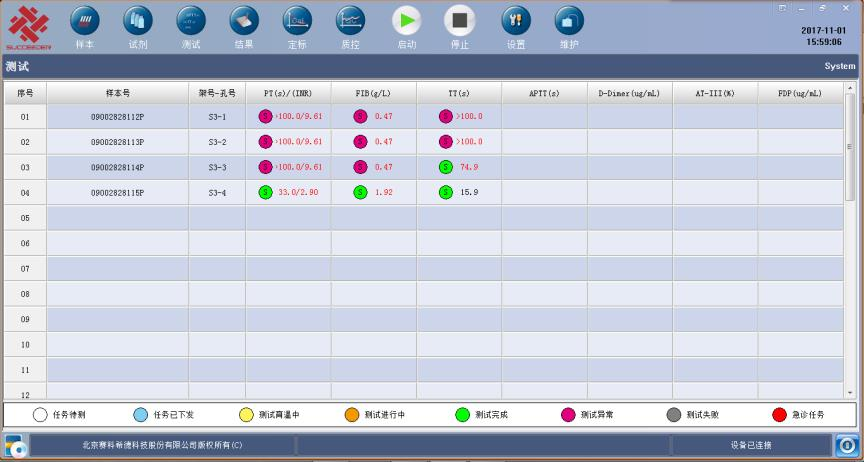 SUCCEEDER
样本 试剂 测试 结果 定标 质控 启动 停止 设置 维护
2017-11-01
15:59:06
测试 System
序号 样本号 架号-孔号 PT(s)/(INR) FIB(g/L) TT(s) APTT(s) D-Dimer(ug/mL) AT-III(%) FDP(ug/mL)
01 09002828112P S3-1 S >100.0/9.61 S 0.47 S >100.0
02 09002828113P S3-2 S >100.0/9.61 S 0.47 S >100.0
03 09002828114P S3-3 S >100.0/9.61 S 0.47 S 74.9
04 09002828115P S3-4 S 33.0/2.90 S 1.92 S 15.9
05
06
07
08
09
10
11
12
任务待测 任务已下发 测试高温中 测试进行中 测试完成 测试异常 测试失败 急诊任务
北京赛科希德科技股份有限公司版权所有(C) 设备已连接